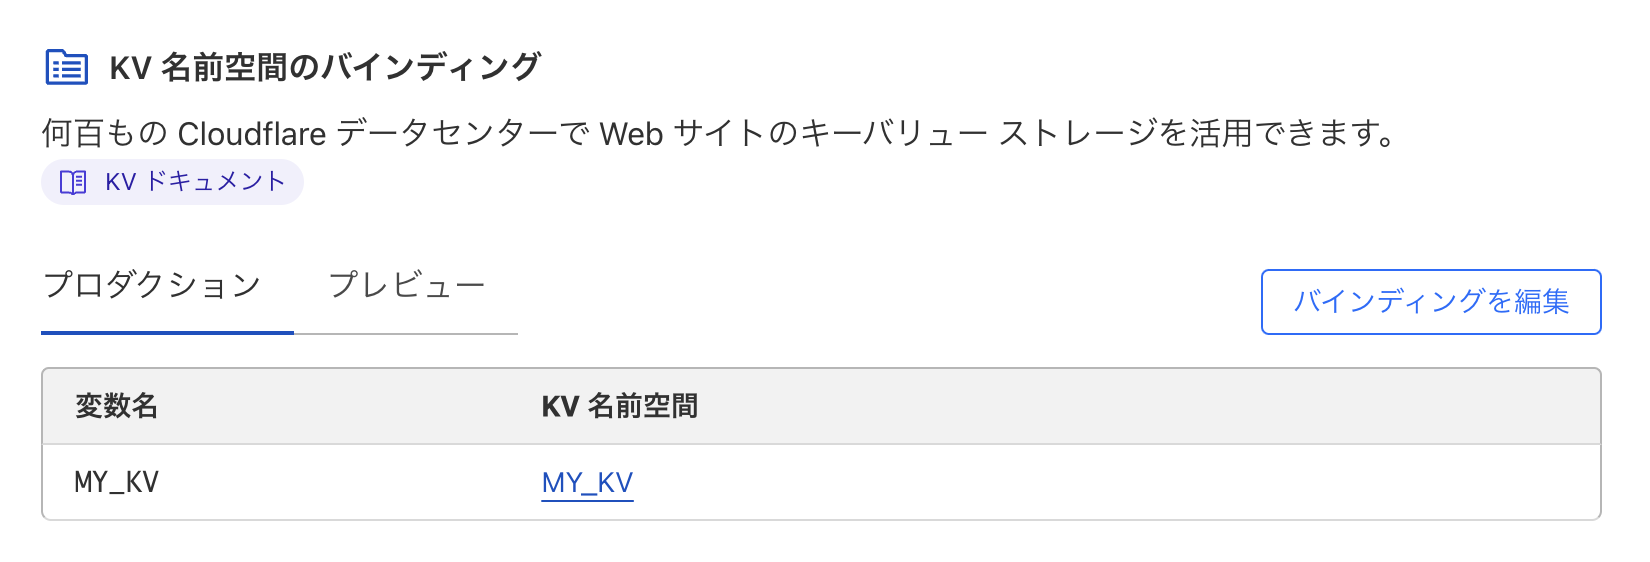 KV 名前空間のバインディング
何百もの Cloudflare データセンターで Web サイトのキーバリュー ストレージを活用できます。
KV ドキュメント
プロダクション プレビュー バインディングを編集
変数名 KV 名前空間
MY_KV MY_KV